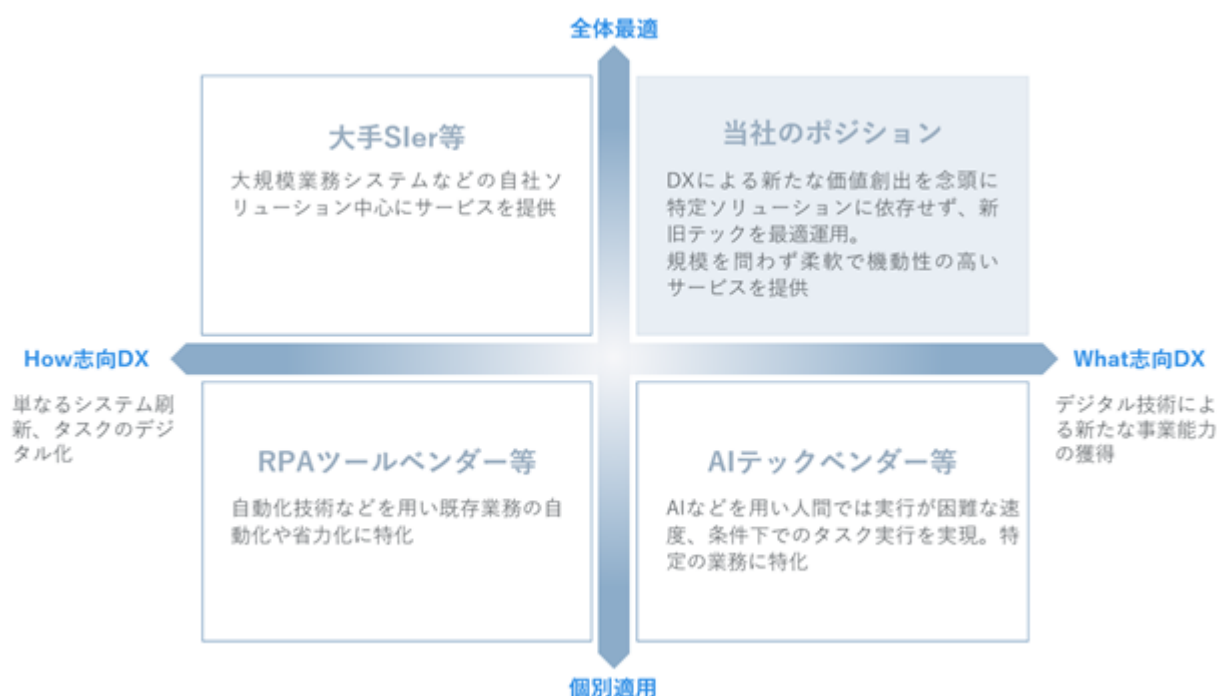 全体最適
大手SIer等
大規模業務システムなどの自社ソ
リューション中心にサービスを提供
当社のポジション
DXによる新たな価値創出を念頭に
特定ソリューションに依存せず、新
旧テックを最適運用。
規模を問わず柔軟で機動性の高い
サービスを提供
How志向DX
単なるシステム刷
新、タスクのデジ
タル化
What志向DX
デジタル技術によ
る新たな事業能力
の獲得
RPAツールベンダー等
自動化技術などを用い既存業務の自
動化や省力化に特化
AIテックベンダー等
AIなどを用い人間では実行が困難な速
度、条件下でのタスク実行を実現。特
定の業務に特化
個別適用